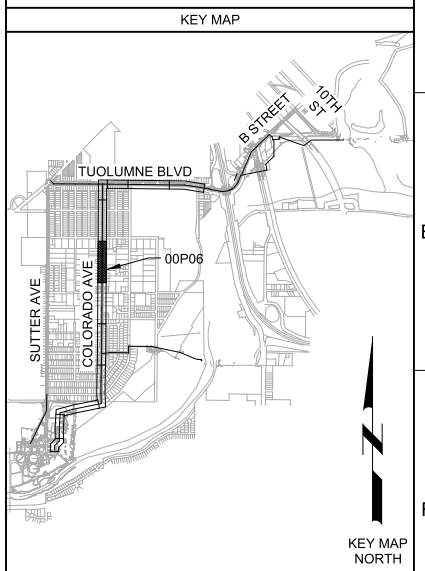 KEY MAP
B STREET
10TH
ST
TUOLUMNE BLVD
00P06
SUTTER AVE
COLORADO AVE
N
KEY MAP
NORTH